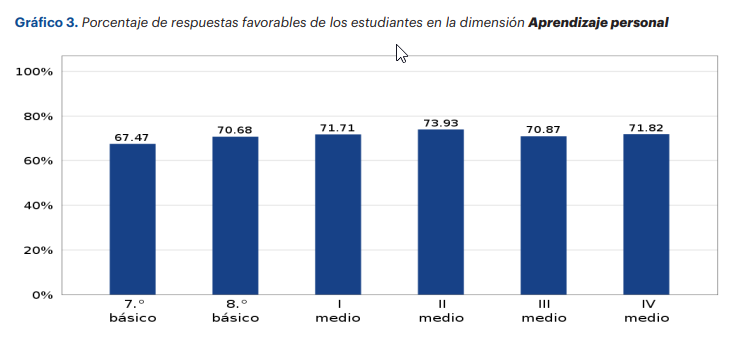 Gráfico 3. Porcentaje de respuestas favorables de los estudiantes en la dimensión Aprendizaje personal
100%
80%
60%
40%
20%
0%
67.47
70.68
71.71
73.93
70.87
71.82
7.º básico
8.º básico
I medio
II medio
III medio
IV medio